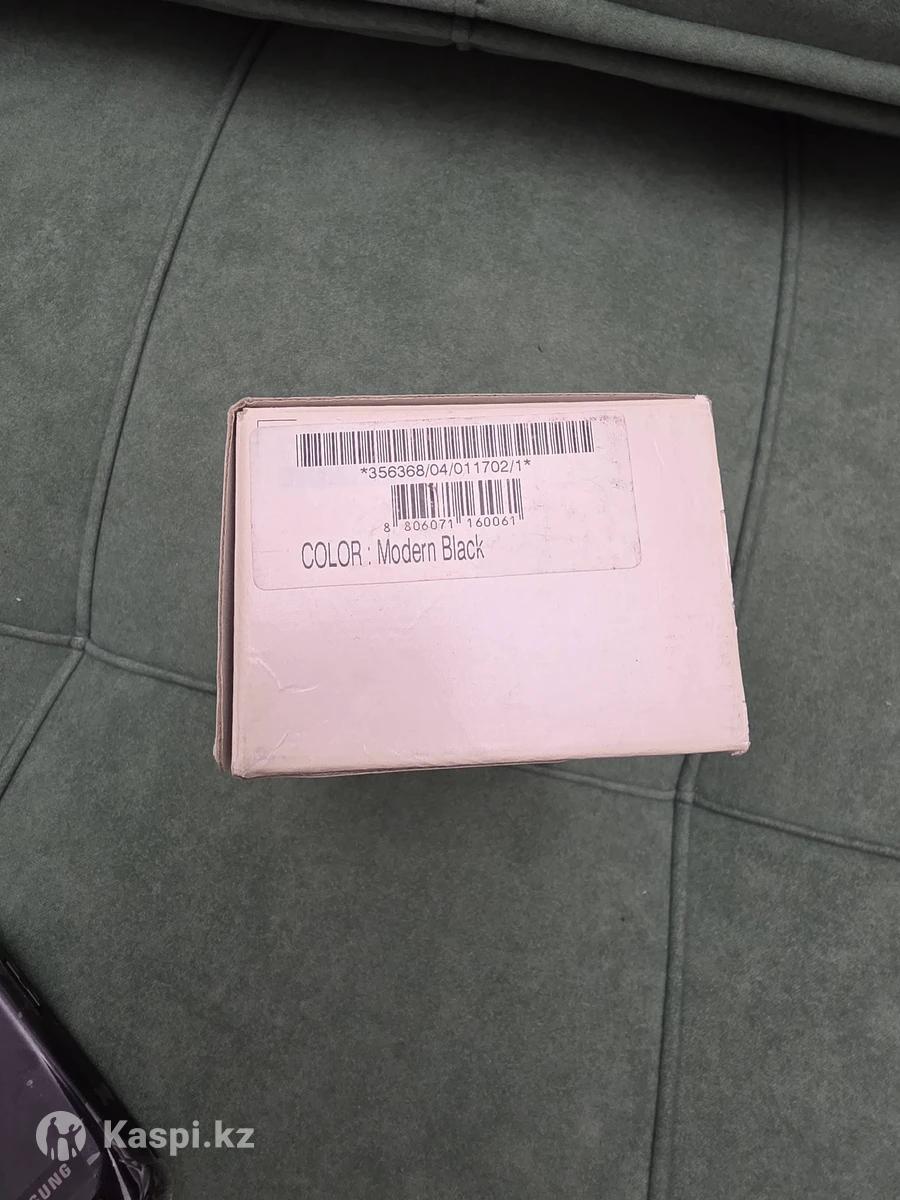 *356368/04/011702/1*
8 806071 160061
COLOR : Modern Black
Kaspi.kz
SUNG